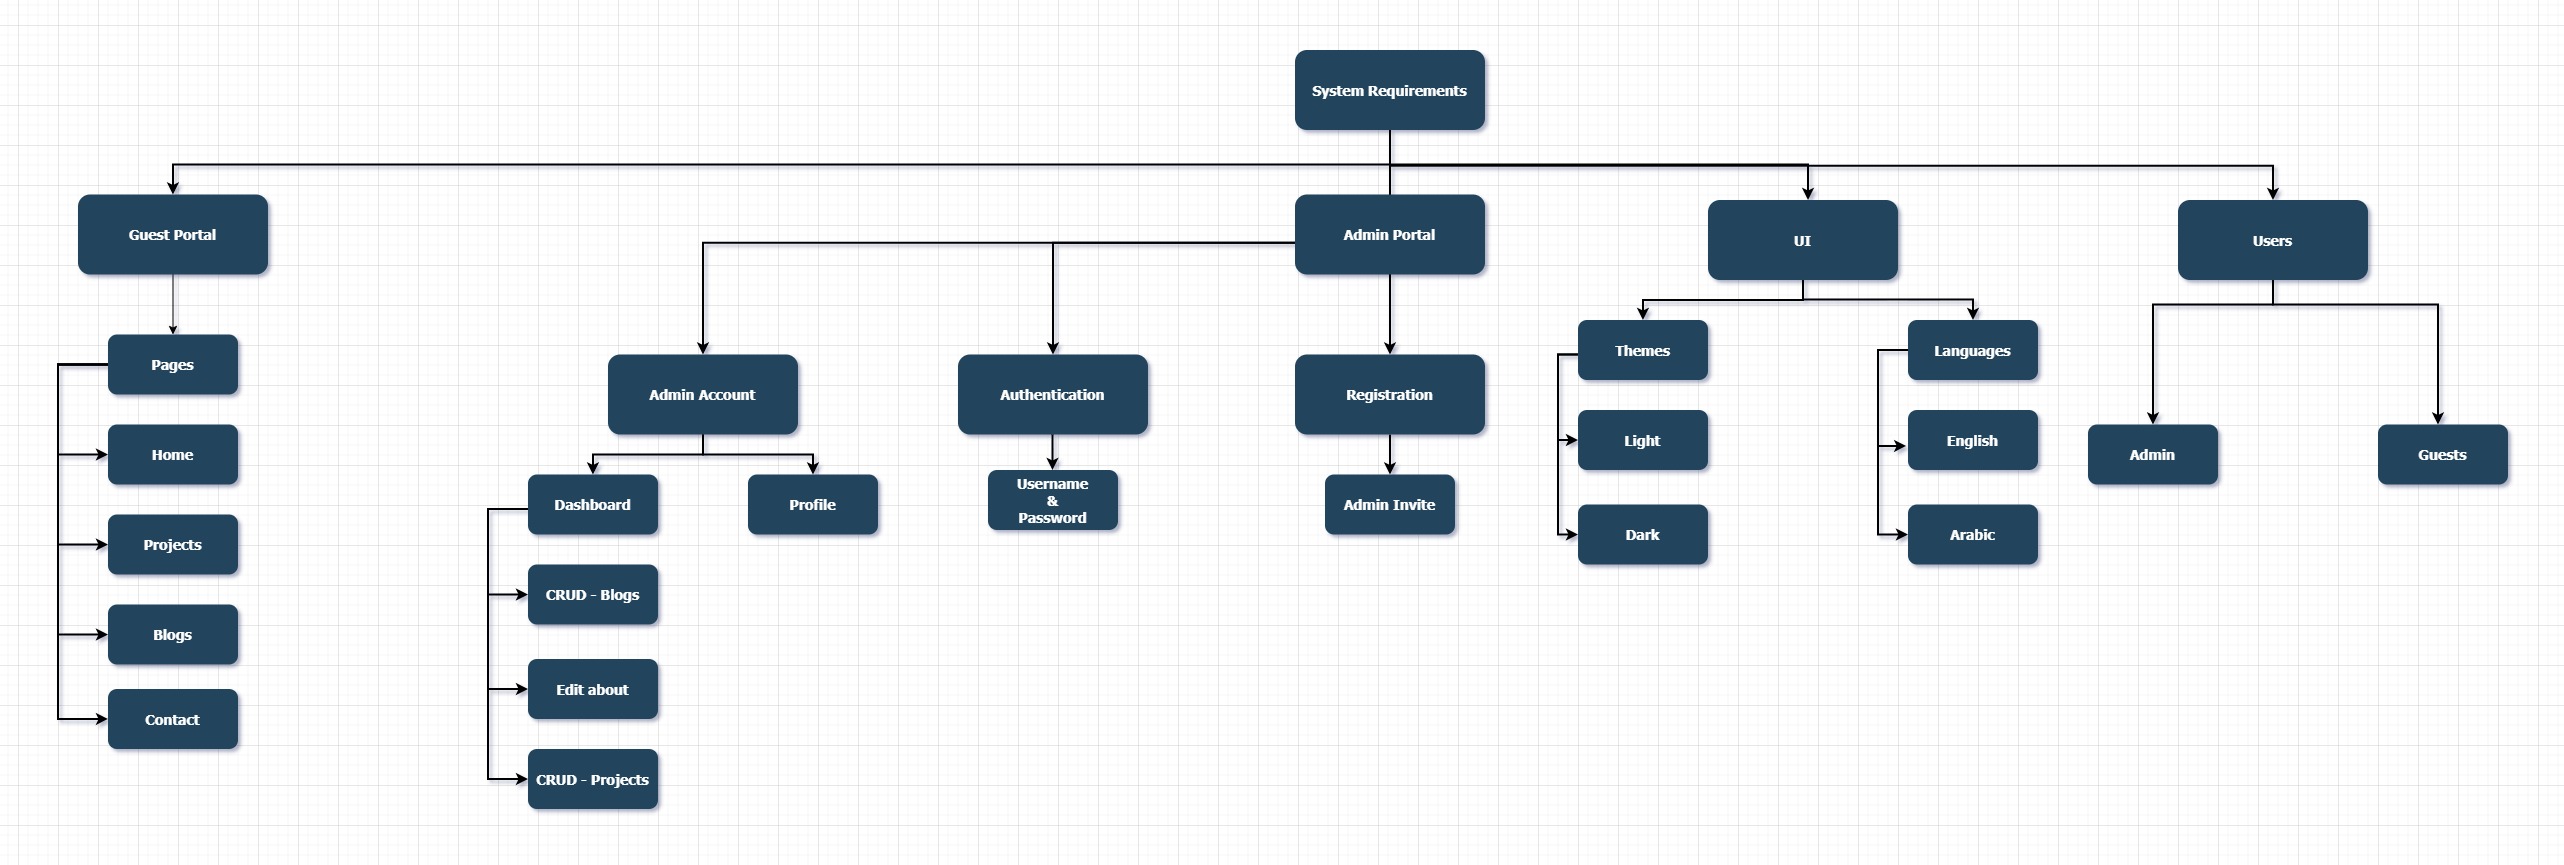 System Requirements
Guest Portal
Admin Portal
UI
Users
Pages
Home
Projects
Blogs
Contact
Admin Account
Dashboard
CRUD - Blogs
Edit about
CRUD - Projects
Profile
Authentication
Username
&
Password
Registration
Admin Invite
Themes
Light
Dark
Languages
English
Arabic
Admin
Guests